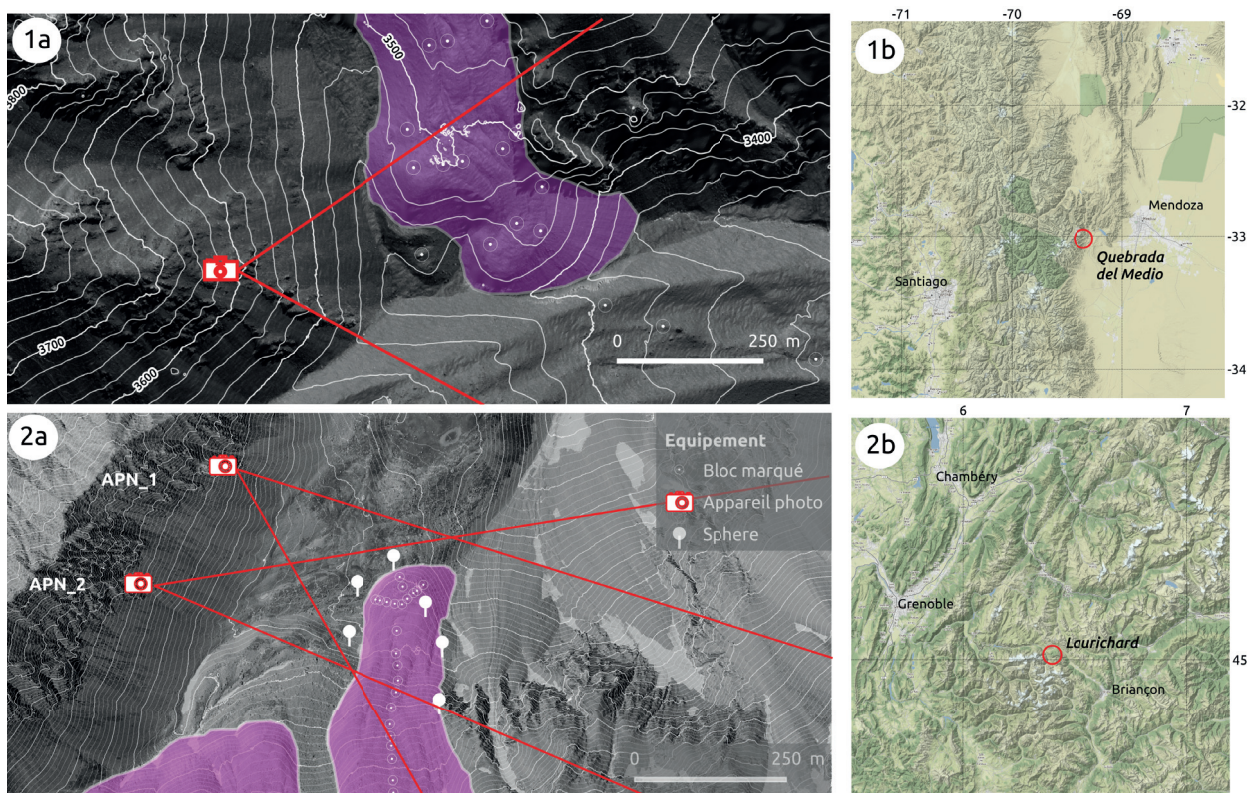 1a
3500
3800
3400
3700
3600
0 250 m
1b
-71 -70 -69
-32
Mendoza
-33
Quebrada
del Medio
Santiago
-34
2a
APN_1
APN_2
Equipement
Bloc marqué
Appareil photo
Sphere
0 250 m
2b
6 7
Chambéry
Grenoble
Laurichard
45
Briançon